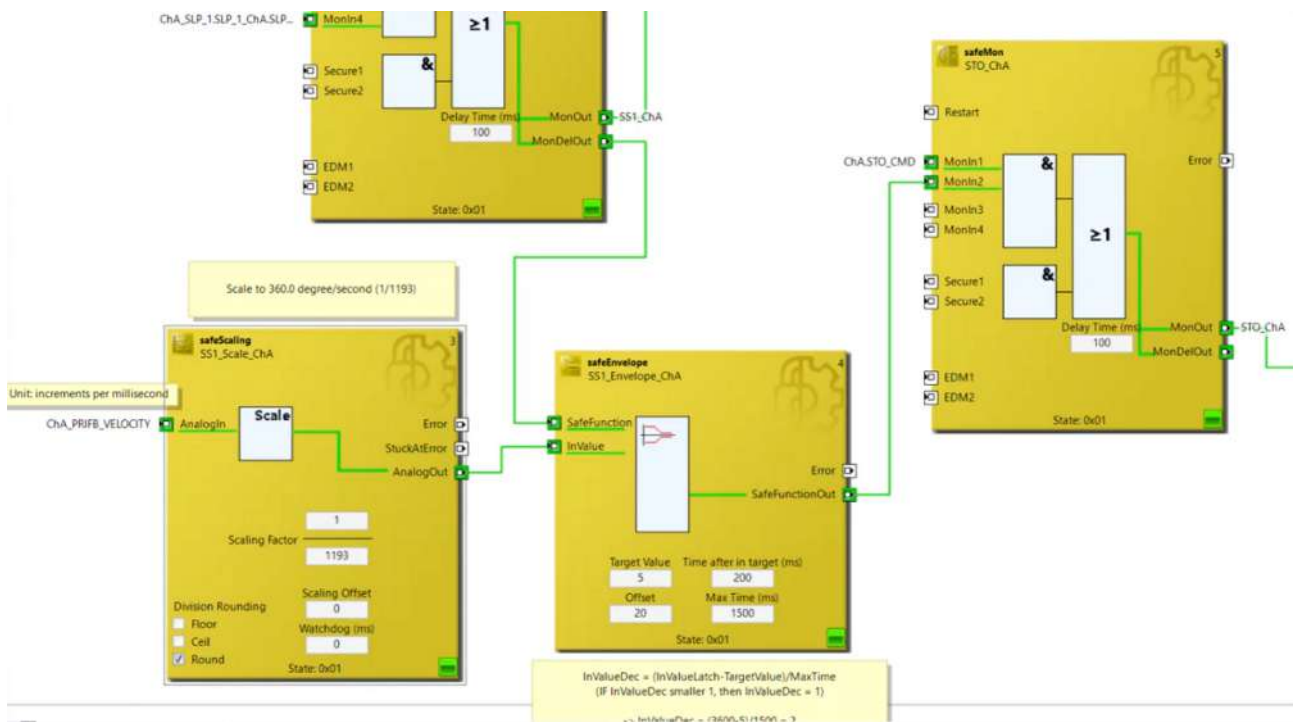 ChA_SLP_1.SLP_1_ChA.SLP...
MonIn4
≥1
&
Secure1
Secure2
Delay Time (ms)
100
MonOut
SS1_ChA
MonDelOut
EDM1
EDM2
State: 0x01
safeMon
5
STO_ChA
Restart
ChA.STO_CMD
MonIn1
&
Error
MonIn2
MonIn3
MonIn4
≥1
Secure1
&
Secure2
Delay Time (ms)
100
MonOut
STO_ChA
MonDelOut
EDM1
EDM2
State: 0x01
Scale to 360.0 degree/second (1/1193)
safeScaling
3
SS1_Scale_ChA
Unit: increments per millisecond
ChA_PRIFB_VELOCITY
AnalogIn
Scale
Error
StuckAtError
AnalogOut
Scaling Factor
1
1193
Scaling Offset
0
Division Rounding
Floor
Ceil
Round
Watchdog (ms)
0
State: 0x01
safeEnvelope
4
SS1_Envelope_ChA
SafeFunction
InValue
Error
SafeFunctionOut
Target Value
Time after in target (ms)
5
200
Offset
Max Time (ms)
20
1500
State: 0x01
InValueDec = (InValueLatch-TargetValue)/MaxTime
(IF InValueDec smaller 1, then InValueDec = 1)
-> InValueDec = (3600-5)/1500 = 2